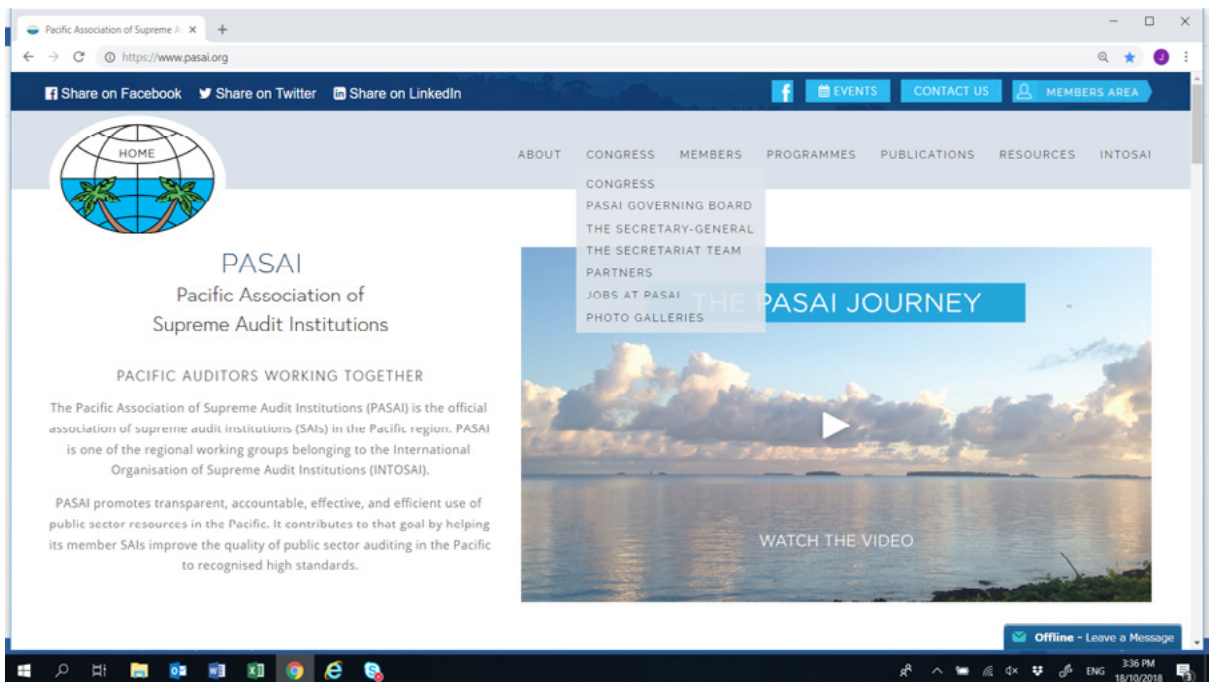 Pacific Association of Supreme A
https://www.pasai.org
J
Share on Facebook Share on Twitter Share on LinkedIn
EVENTS CONTACT US MEMBERS AREA
HOME
ABOUT CONGRESS MEMBERS PROGRAMMES PUBLICATIONS RESOURCES INTOSAI
CONGRESS
PASAI GOVERNING BOARD
THE SECRETARY-GENERAL
THE SECRETARIAT TEAM
PARTNERS
JOBS AT PASAI
PHOTO GALLERIES
PASAI
Pacific Association of
Supreme Audit Institutions
PACIFIC AUDITORS WORKING TOGETHER
The Pacific Association of Supreme Audit Institutions (PASAI) is the official
association of supreme audit institutions (SAIs) in the Pacific region. PASAI
is one of the regional working groups belonging to the International
Organisation of Supreme Audit Institutions (INTOSAI).
PASAI promotes transparent, accountable, effective, and efficient use of
public sector resources in the Pacific. It contributes to that goal by helping
its member SAIs improve the quality of public sector auditing in the Pacific
to recognised high standards.
THE PASAI JOURNEY
WATCH THE VIDEO
Offline - Leave a Message
ENG
3:36 PM
18/10/2018
3